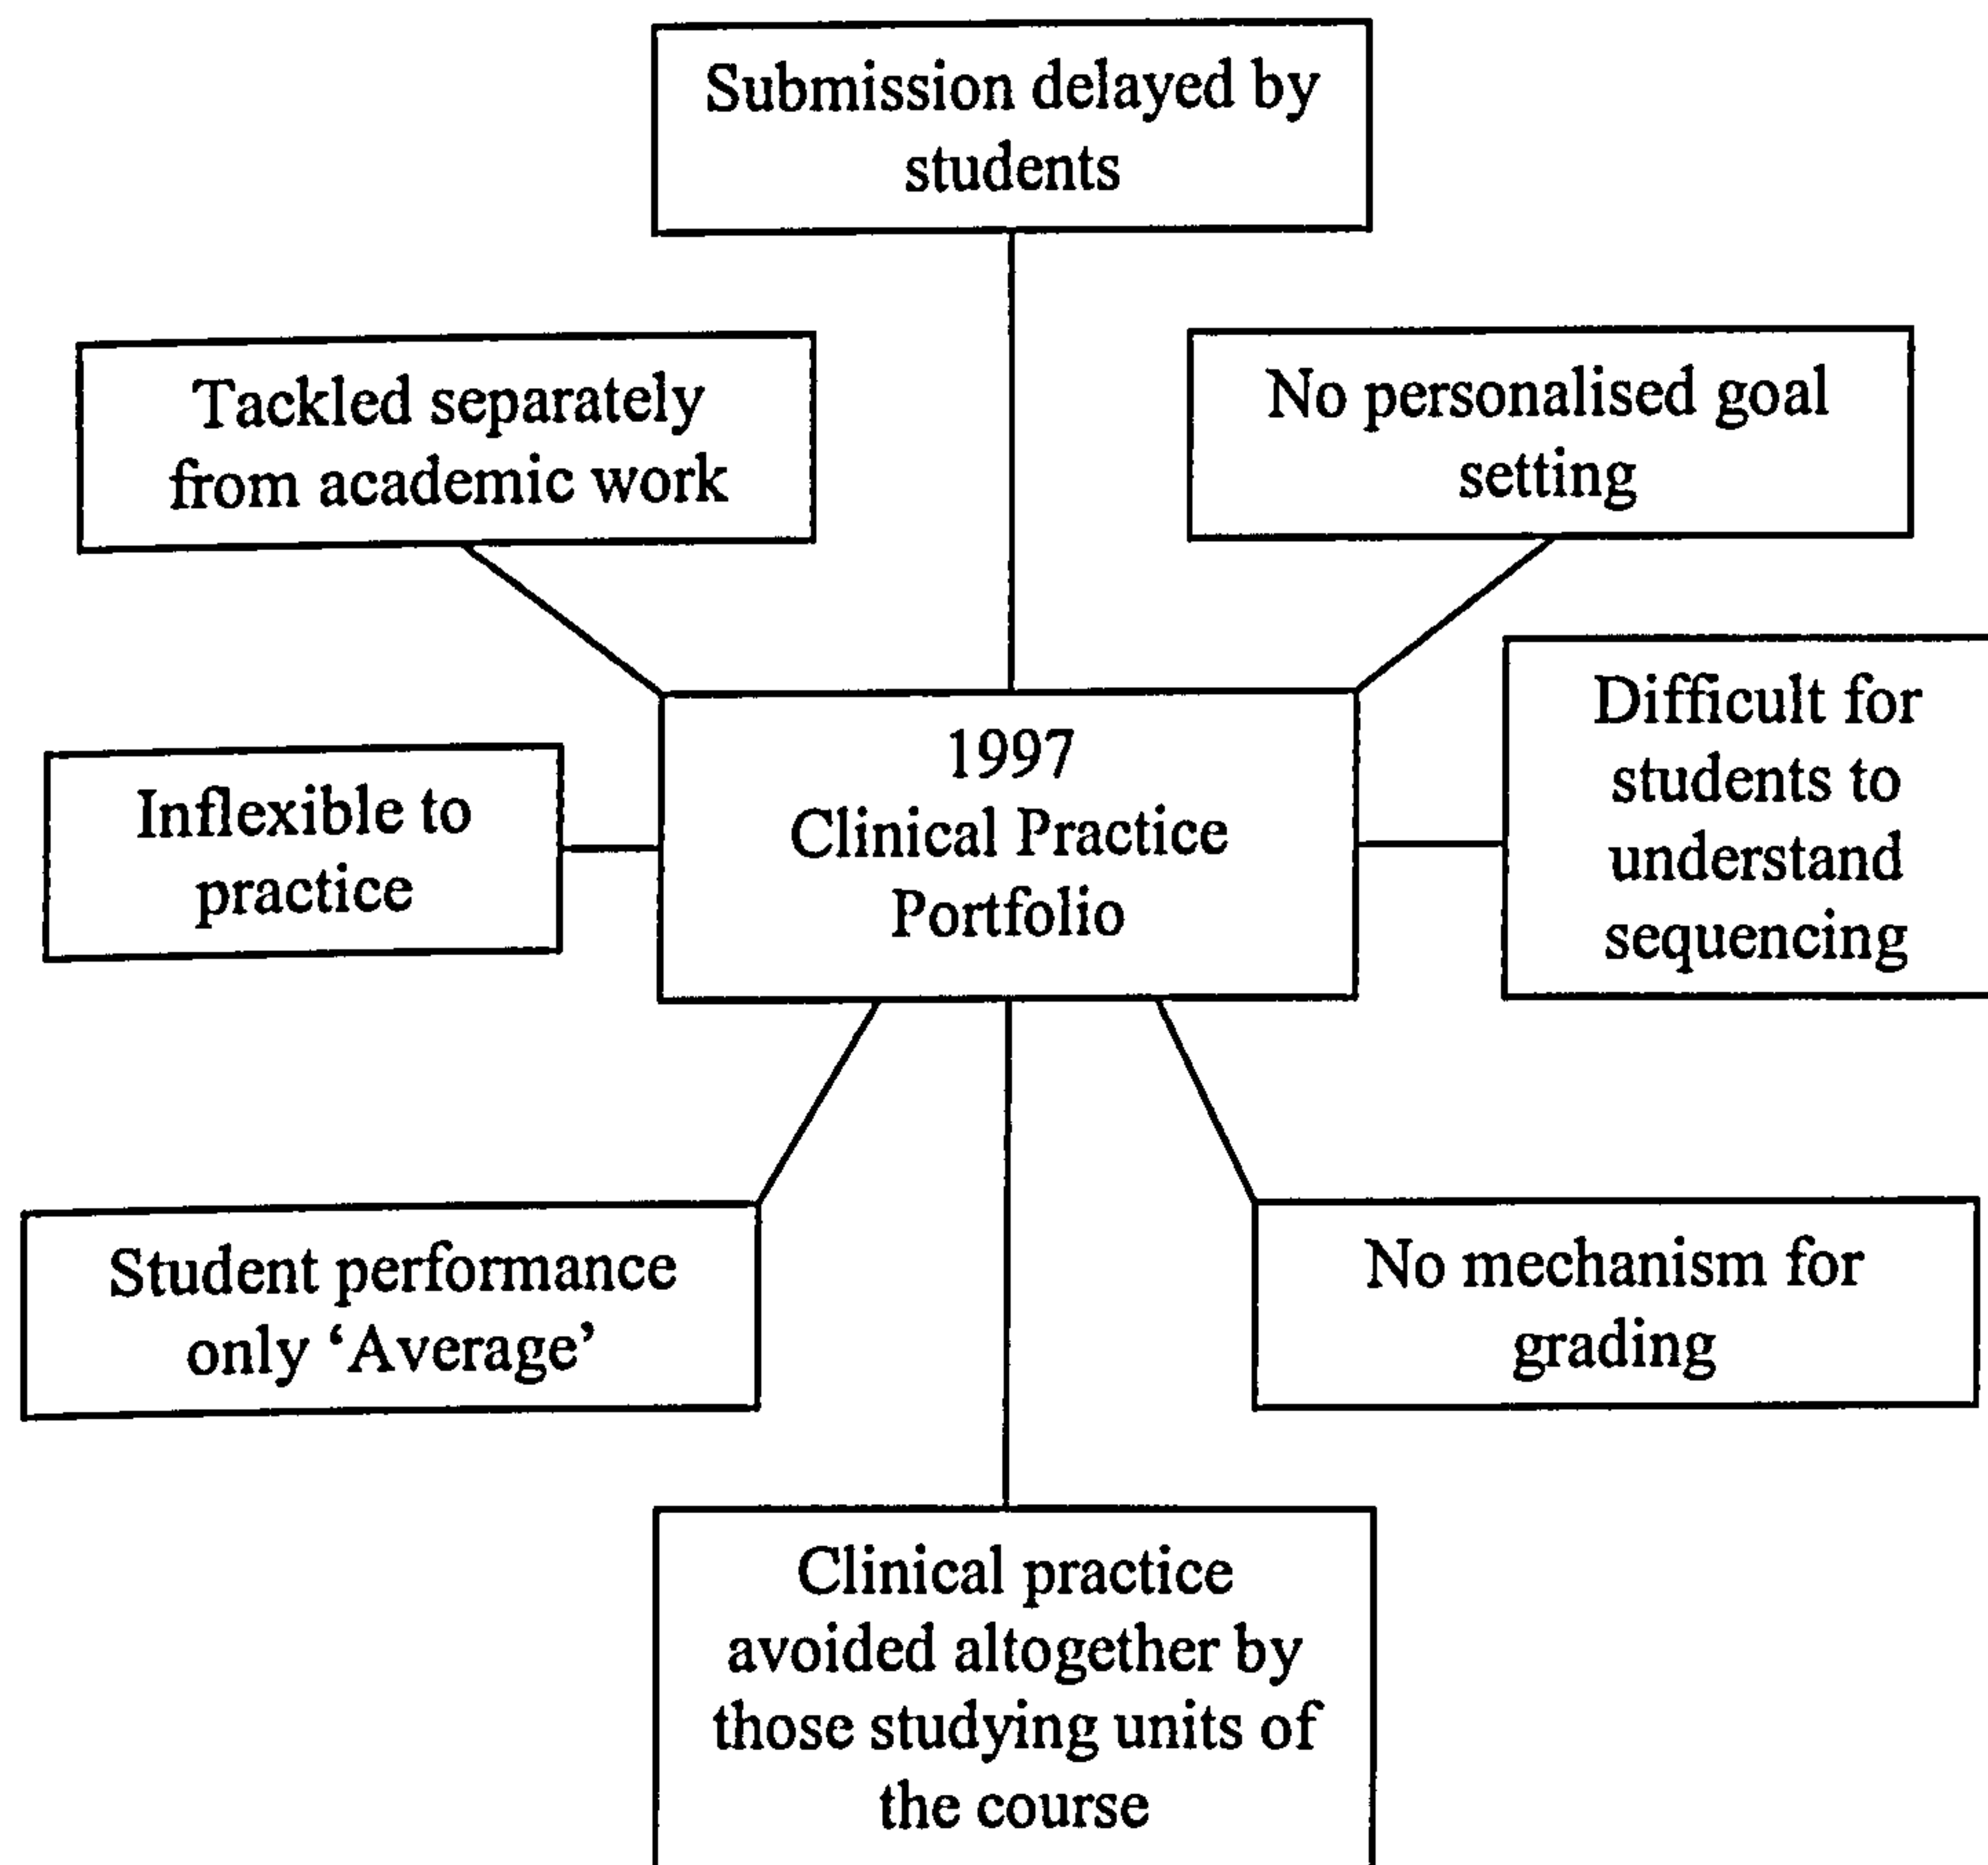 Submission delayed by
students
Tackled separately
from academic work
No personalised goal
setting
Difficult for
students to
understand
sequencing
1997
Clinical Practice
Portfolio
Inflexible to
practice
Student performance
only ‘Average’
No mechanism for
grading
Clinical practice
avoided altogether by
those studying units of
the course